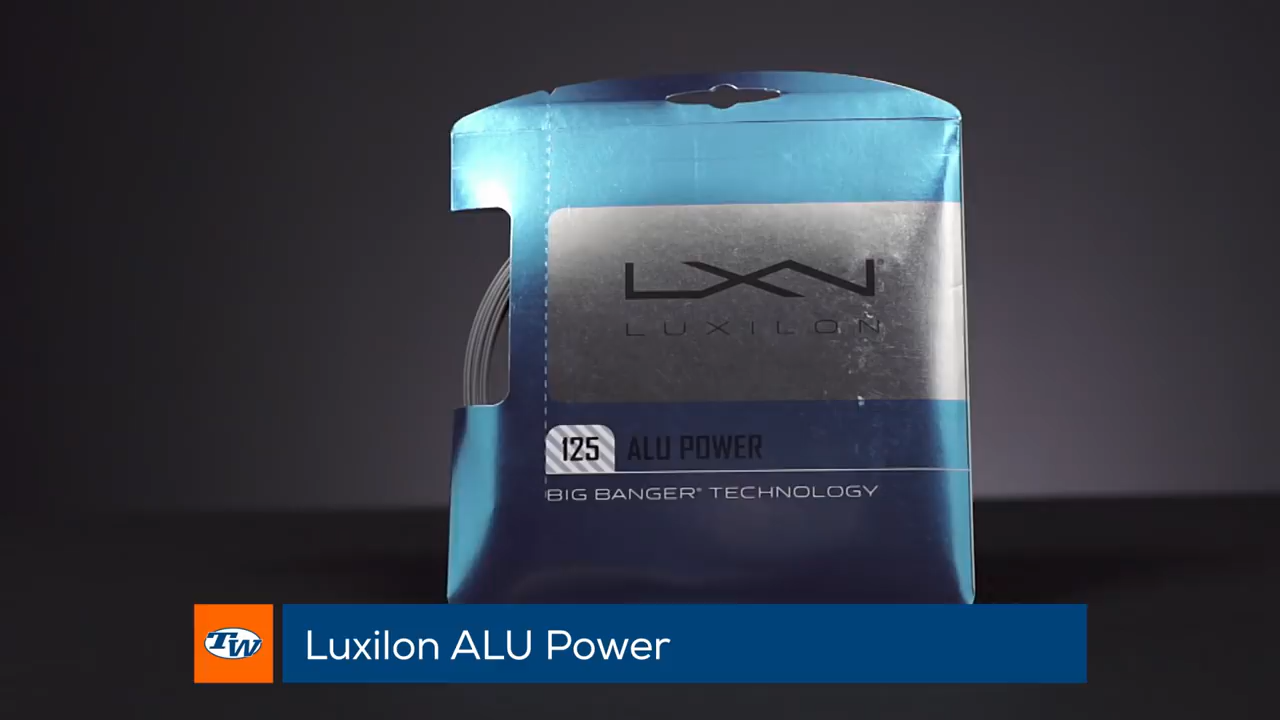 LXN®
LUXILON
125 ALU POWER
BIG BANGER® TECHNOLOGY
TW Luxilon ALU Power